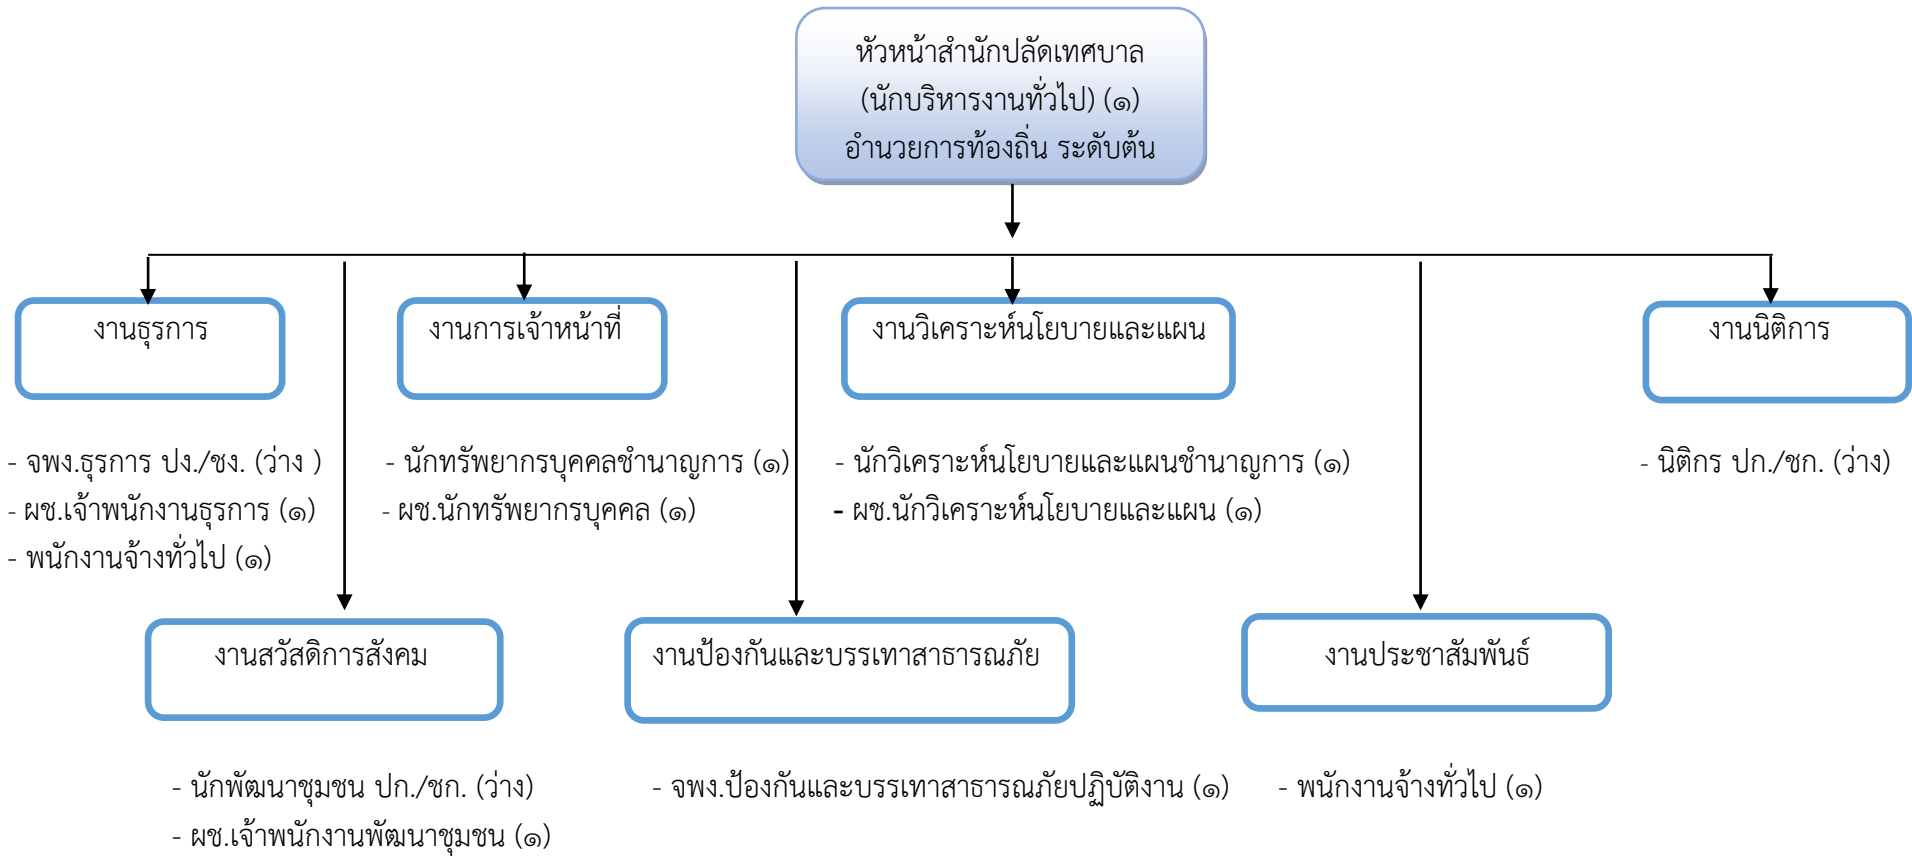 หัวหน้าสำนักปลัดเทศบาล
(นักบริหารงานทั่วไป) (๑)
อำนวยการท้องถิ่น ระดับต้น
งานธุรการ
งานการเจ้าหน้าที่
งานวิเคราะห์นโยบายและแผน
งานนิติการ
- จพง.ธุรการ ปง./ชง. (ว่าง )
- ผช.เจ้าพนักงานธุรการ (๑)
- พนักงานจ้างทั่วไป (๑)
- นักทรัพยากรบุคคลชำนาญการ (๑)
- ผช.นักทรัพยากรบุคคล (๑)
- นักวิเคราะห์นโยบายและแผนชำนาญการ (๑)
- ผช.นักวิเคราะห์นโยบายและแผน (๑)
- นิติกร ปก./ชก. (ว่าง)
งานสวัสดิการสังคม
งานป้องกันและบรรเทาสาธารณภัย
งานประชาสัมพันธ์
- นักพัฒนาชุมชน ปก./ชก. (ว่าง)
- ผช.เจ้าพนักงานพัฒนาชุมชน (๑)
- จพง.ป้องกันและบรรเทาสาธารณภัยปฏิบัติงาน (๑)
- พนักงานจ้างทั่วไป (๑)